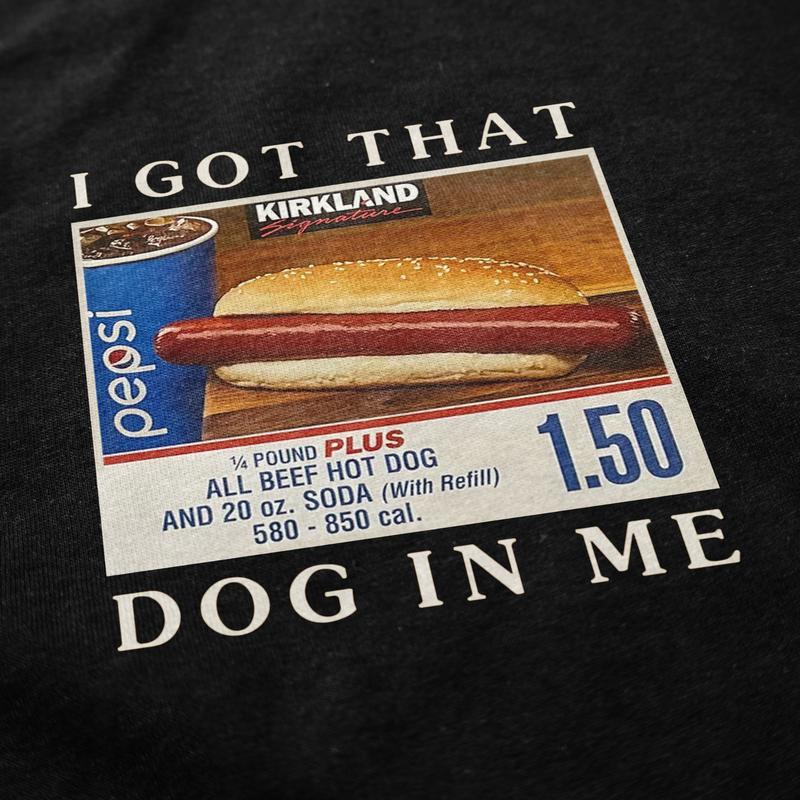 I GOT THAT
KIRKLAND
Signature
pepsi
¼ POUND PLUS
ALL BEEF HOT DOG
AND 20 oz. SODA (With Refill)
580 - 850 cal.
1.50
DOG IN ME